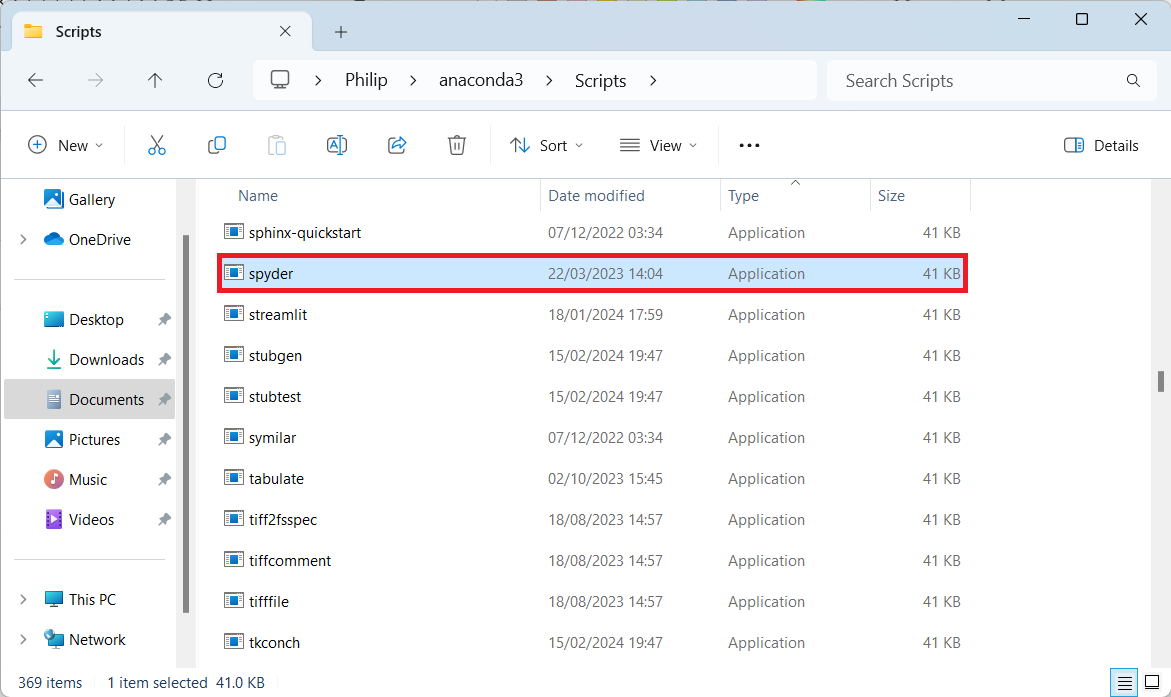 Scripts
Philip anaconda3 Scripts Search Scripts
New Sort View Details
Gallery
OneDrive
Desktop
Downloads
Documents
Pictures
Music
Videos
This PC
Network
Name Date modified Type Size
sphinx-quickstart 07/12/2022 03:34 Application 41 KB
spyder 22/03/2023 14:04 Application 41 KB
streamlit 18/01/2024 17:59 Application 41 KB
stubgen 15/02/2024 19:47 Application 41 KB
stubtest 15/02/2024 19:47 Application 41 KB
symilar 07/12/2022 03:34 Application 41 KB
tabulate 02/10/2023 15:45 Application 41 KB
tiff2fsspec 18/08/2023 14:57 Application 41 KB
tiffcomment 18/08/2023 14:57 Application 41 KB
tifffile 18/08/2023 14:57 Application 41 KB
tkconch 15/02/2024 19:47 Application 41 KB
369 items 1 item selected 41.0 KB